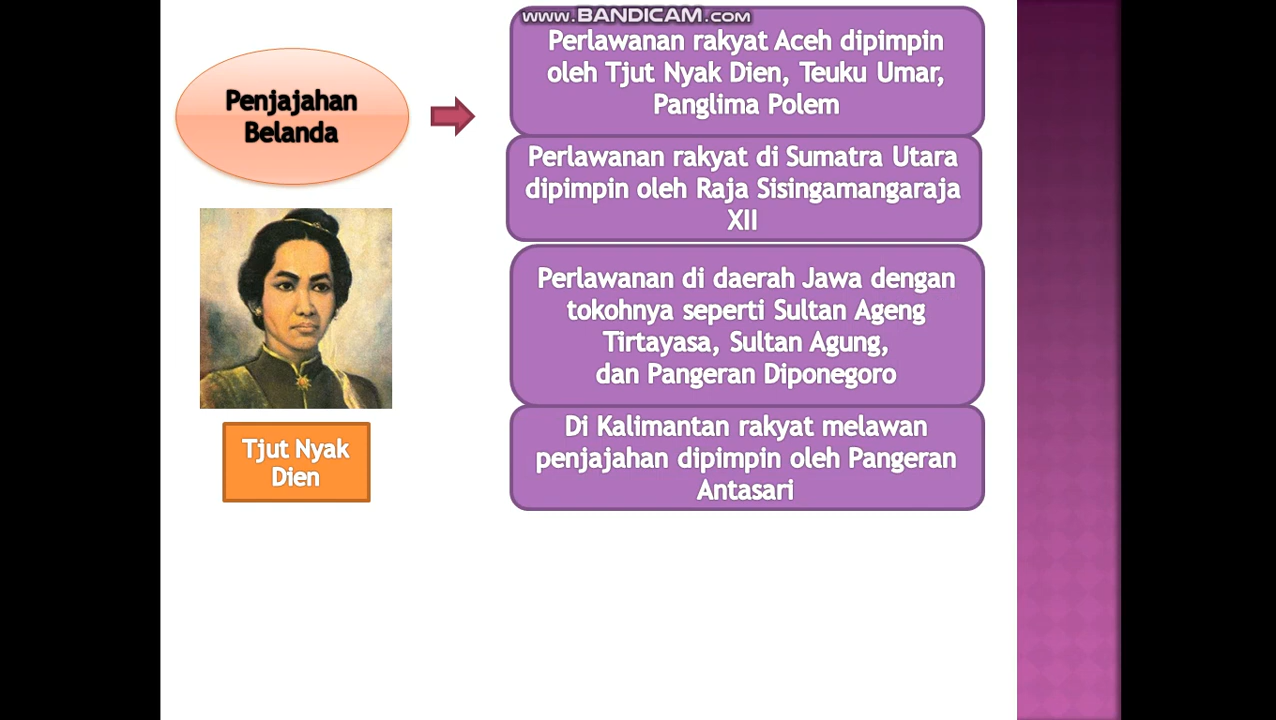 www.BANDICAM.com
Penjajahan
Belanda
Perlawanan rakyat Aceh dipimpin
oleh Tjut Nyak Dien, Teuku Umar,
Panglima Polem
Perlawanan rakyat di Sumatra Utara
dipimpin oleh Raja Sisingamangaraja
XII
Perlawanan di daerah Jawa dengan
tokohnya seperti Sultan Ageng
Tirtayasa, Sultan Agung,
dan Pangeran Diponegoro
Di Kalimantan rakyat melawan
penjajahan dipimpin oleh Pangeran
Antasari
Tjut Nyak
Dien